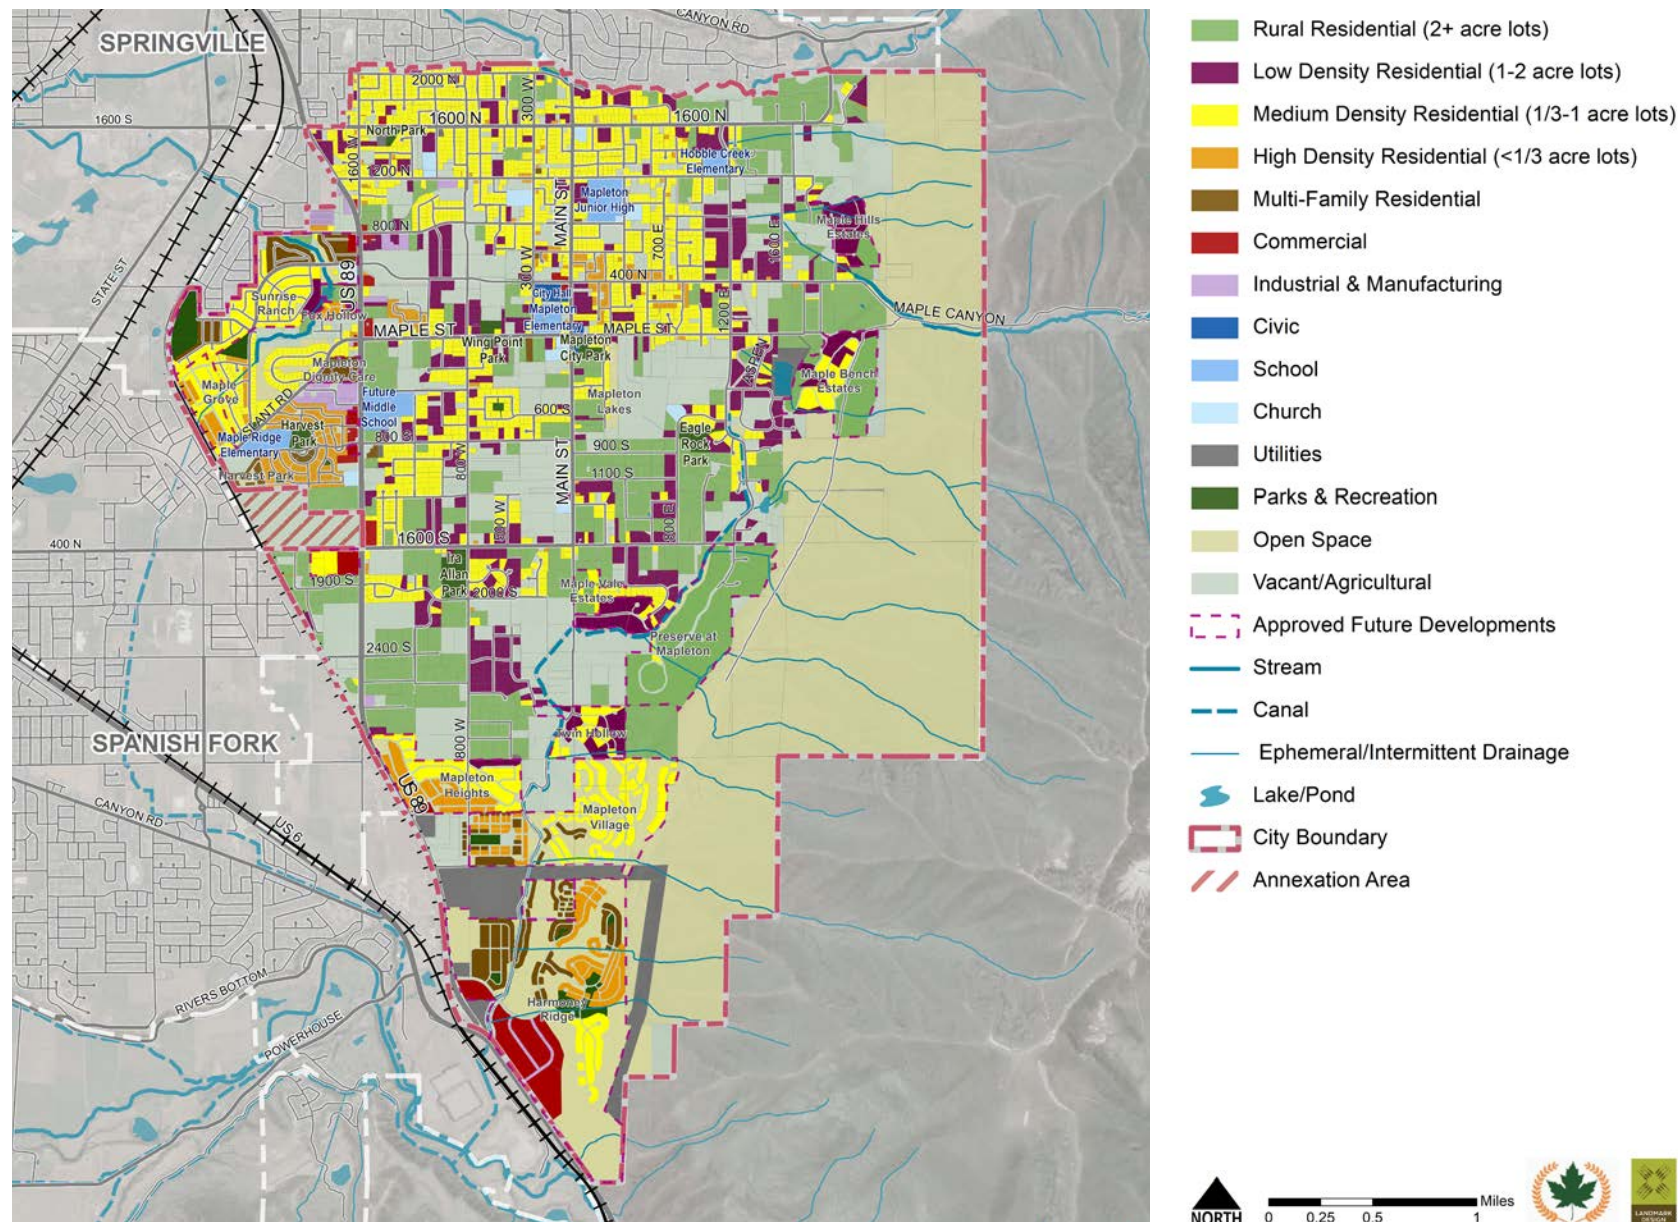 SPRINGVILLE
CANYON RD
2000 N
300 W
1600 S
1600 N
1600 N
North Park
1600 W
1200 N
Hobble Creek
Elementary
MAIN ST
Mapleton
Junior High
800 N
700 E
1600 E
Maple Hills
Estates
STATE ST
US 89
300 W
400 N
Sunrise
Ranch
Fox Hollow
City Hall
Mapleton
Elementary
1200 E
MAPLE CANYON
MAPLE ST
MAPLE ST
Wing Point
Park
Mapleton
City Park
ASPEN
Mapleton
Dignity Care
Maple
Grove
SLANT RD
Future
Middle
School
Mapleton
Lakes
Maple Bench
Estates
600 S
Harvest
Park
Maple Ridge
Elementary
800 S
MAIN ST
900 S
Eagle
Rock
Park
Harvest Park
800 W
1100 S
600 W
800 E
400 N
1600 S
1900 S
Ira
Allan
Park
2000 S
Maple Vale
Estates
Preserve at
Mapleton
2400 S
SPANISH FORK
800 W
Twin Hollow
US 89
Mapleton
Heights
Mapleton
Village
CANYON RD
US 6
RIVERS BOTTOM
POWERHOUSE
Harmoney
Ridge
Rural Residential (2+ acre lots)
Low Density Residential (1-2 acre lots)
Medium Density Residential (1/3-1 acre lots)
High Density Residential (<1/3 acre lots)
Multi-Family Residential
Commercial
Industrial & Manufacturing
Civic
School
Church
Utilities
Parks & Recreation
Open Space
Vacant/Agricultural
Approved Future Developments
Stream
Canal
Ephemeral/Intermittent Drainage
Lake/Pond
City Boundary
Annexation Area
NORTH
0 0.25 0.5 1
Miles
LANDMARK
DESIGN